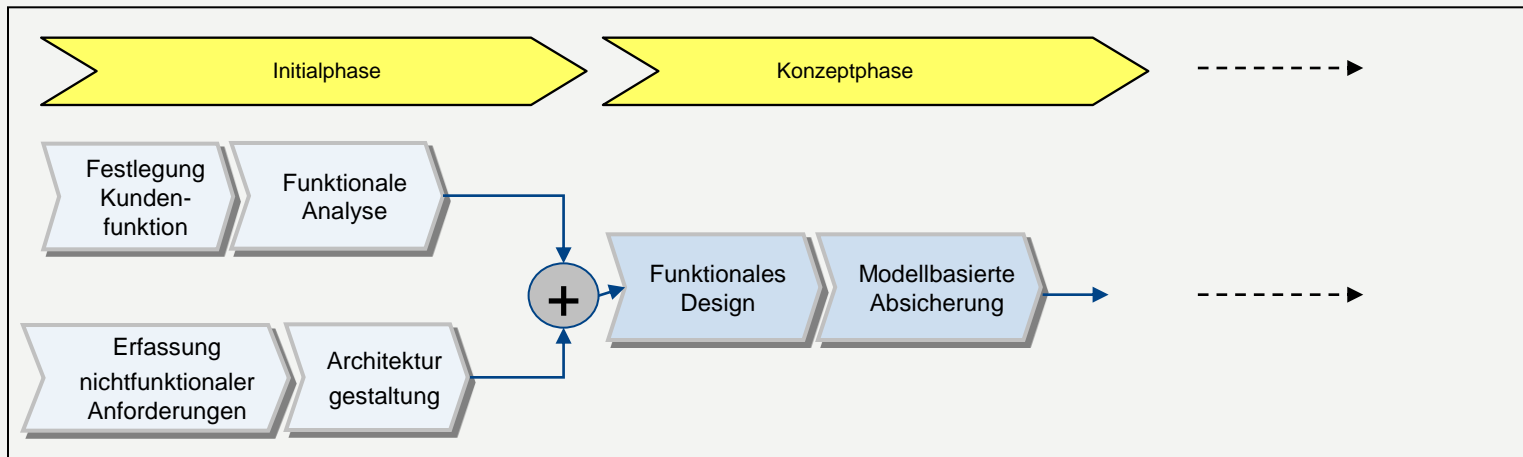 Initialphase
Konzeptphase
Festlegung
Kunden-
funktion
Funktionale
Analyse
+
Funktionales
Design
Modellbasierte
Absicherung
Erfassung
nichtfunktionaler
Anforderungen
Architektur
gestaltung